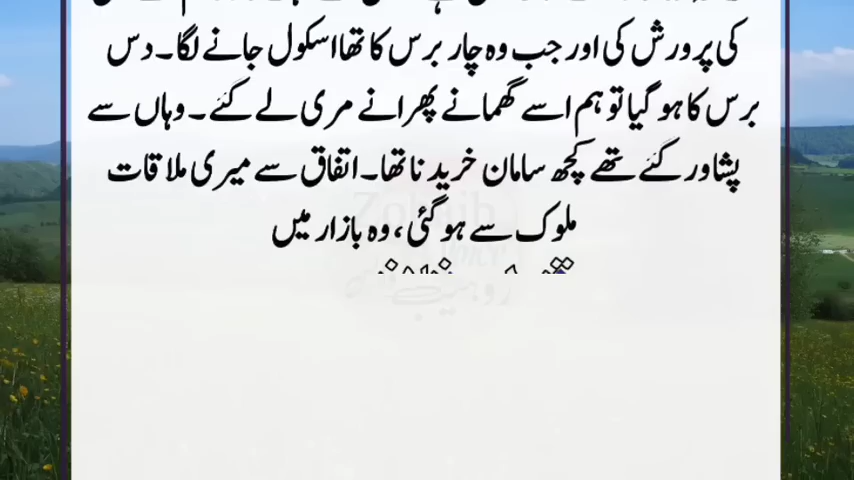 کی پرورش کی اور جب وہ چار برس کا تھا اسکول جانے لگا۔ دس
برس کا ہو گیا تو ہم اسے گھمانے پھرانے مری لے گئے۔ وہاں سے
پشاور گئے تھے کچھ سامان خریدنا تھا۔ اتفاق سے میری ملاقات
ملوک سے ہو گئی، وہ بازار میں